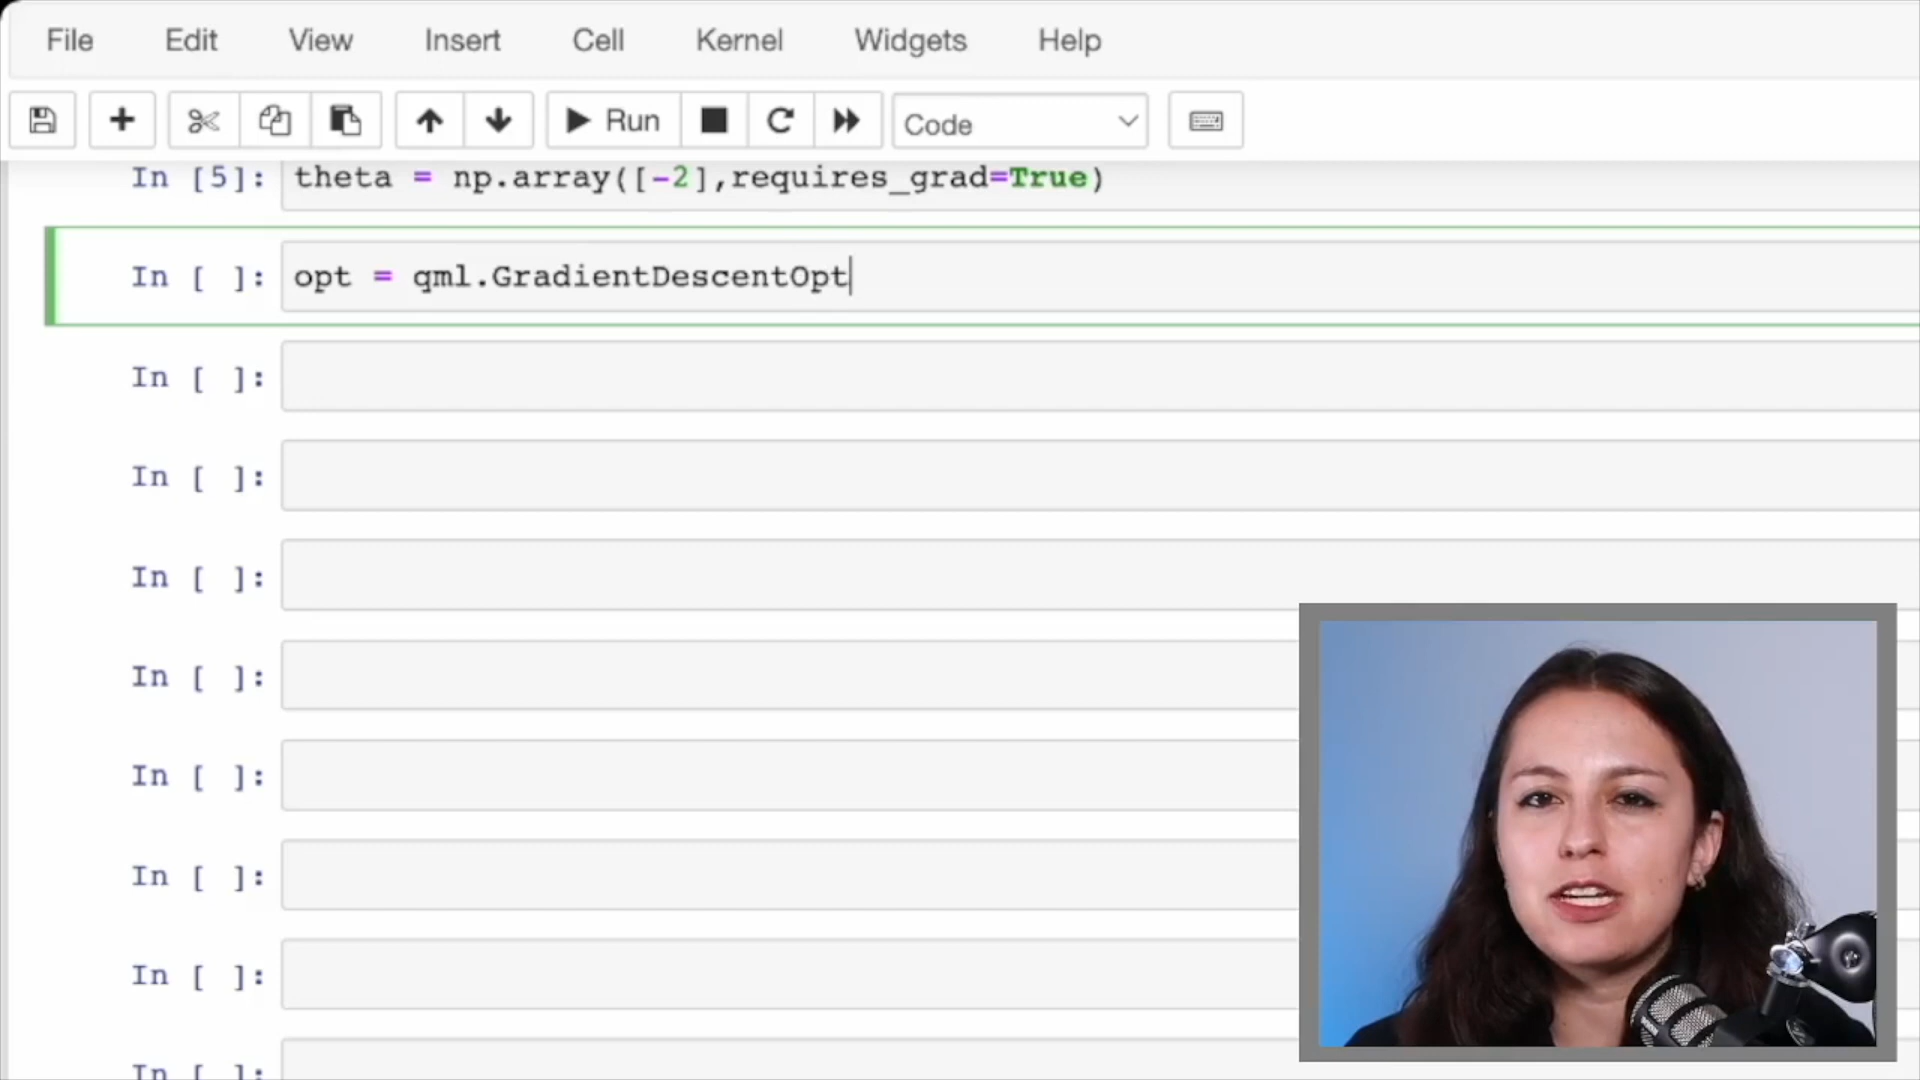 File Edit View Insert Cell Kernel Widgets Help
Run Code
In [5]: theta = np.array([-2],requires_grad=True)
In [ ]: opt = qml.GradientDescentOpt
In [ ]:
In [ ]:
In [ ]:
In [ ]:
In [ ]:
In [ ]:
In [ ]:
In [ ]: